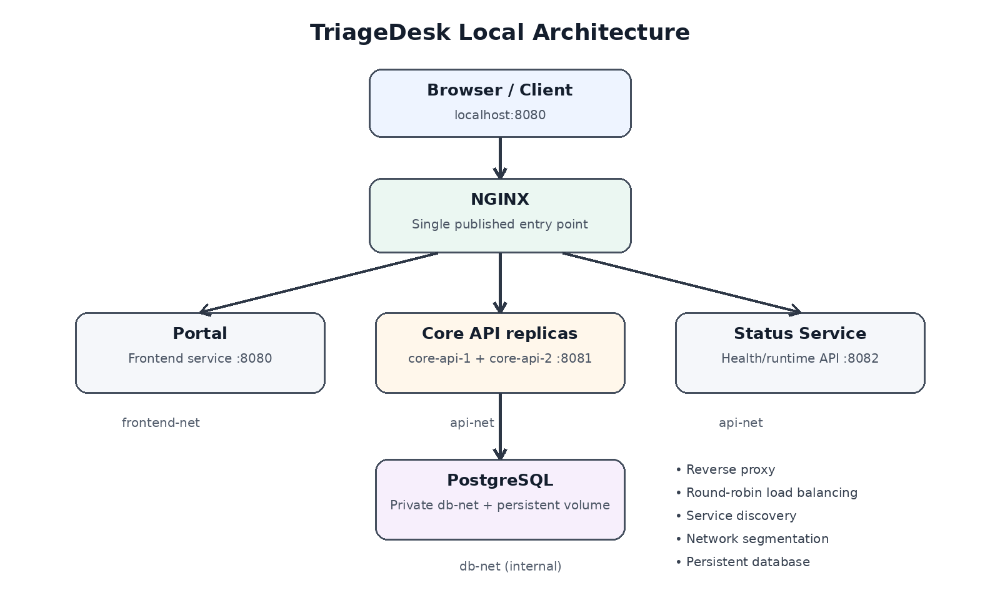 TriageDesk Local Architecture
Browser / Client
localhost:8080
NGINX
Single published entry point
Portal
Frontend service :8080
Core API replicas
core-api-1 + core-api-2 :8081
Status Service
Health/runtime API :8082
frontend-net
api-net
api-net
PostgreSQL
Private db-net + persistent volume
db-net (internal)
• Reverse proxy
• Round-robin load balancing
• Service discovery
• Network segmentation
• Persistent database